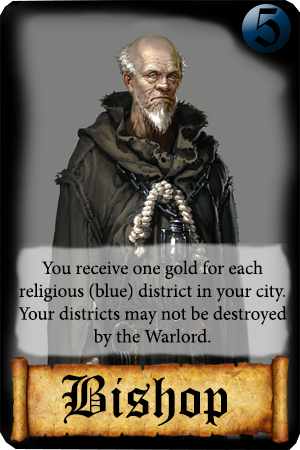 5
You receive one gold for each
religious (blue) district in your city.
Your districts may not be destroyed
by the Warlord.
Bishop